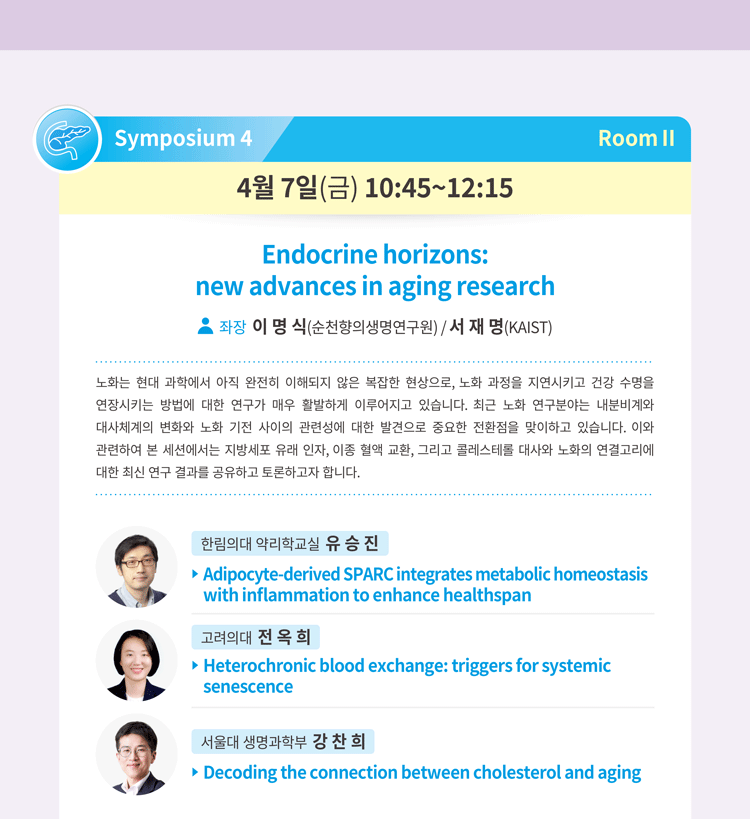 Symposium 4
Room II
4월 7일(금) 10:45~12:15
Endocrine horizons:
new advances in aging research
좌장 이 명 식(순천향의생명연구원) / 서 재 명(KAIST)
노화는 현대 과학에서 아직 완전히 이해되지 않은 복잡한 현상으로, 노화 과정을 지연시키고 건강 수명을
연장시키는 방법에 대한 연구가 매우 활발하게 이루어지고 있습니다. 최근 노화 연구분야는 내분비계와
대사체계의 변화와 노화 기전 사이의 관련성에 대한 발견으로 중요한 전환점을 맞이하고 있습니다. 이와
관련하여 본 세션에서는 지방세포 유래 인자, 이종 혈액 교환, 그리고 콜레스테롤 대사와 노화의 연결고리에
대한 최신 연구 결과를 공유하고 토론하고자 합니다.
한림의대 약리학교실 유 승 진
Adipocyte-derived SPARC integrates metabolic homeostasis
with inflammation to enhance healthspan
고려의대 전 옥 희
Heterochronic blood exchange: triggers for systemic
senescence
서울대 생명과학부 강 찬 희
Decoding the connection between cholesterol and aging